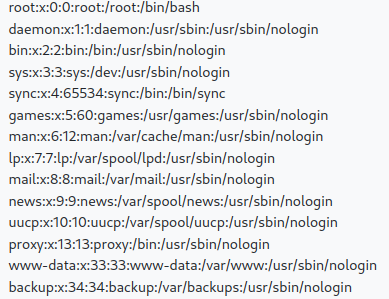 root:x:0:0:root:/root:/bin/bash
daemon:x:1:1:daemon:/usr/sbin:/usr/sbin/nologin
bin:x:2:2:bin:/bin:/usr/sbin/nologin
sys:x:3:3:sys:/dev:/usr/sbin/nologin
sync:x:4:65534:sync:/bin:/bin/sync
games:x:5:60:games:/usr/games:/usr/sbin/nologin
man:x:6:12:man:/var/cache/man:/usr/sbin/nologin
lp:x:7:7:lp:/var/spool/lpd:/usr/sbin/nologin
mail:x:8:8:mail:/var/mail:/usr/sbin/nologin
news:x:9:9:news:/var/spool/news:/usr/sbin/nologin
uucp:x:10:10:uucp:/var/spool/uucp:/usr/sbin/nologin
proxy:x:13:13:proxy:/bin:/usr/sbin/nologin
www-data:x:33:33:www-data:/var/www:/usr/sbin/nologin
backup:x:34:34:backup:/var/backups:/usr/sbin/nologin